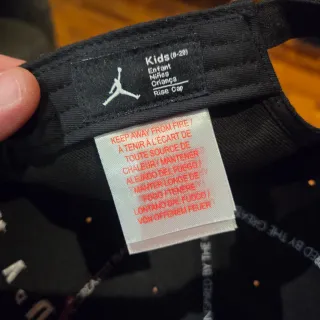 Kids (8-20)
Enfant
Niños
Criança
Rise Cap
KEEP AWAY FROM FIRE /
À TENIR À L'ÉCART DE
TOUTE SOURCE DE
CHALEUR/ MANTENER
ALEJADO DEL FUEGO /
MANTER LONGE DE
FOGO / TENERE
LONTANO DAL FUOCO /
VON OFFENEM FEUER